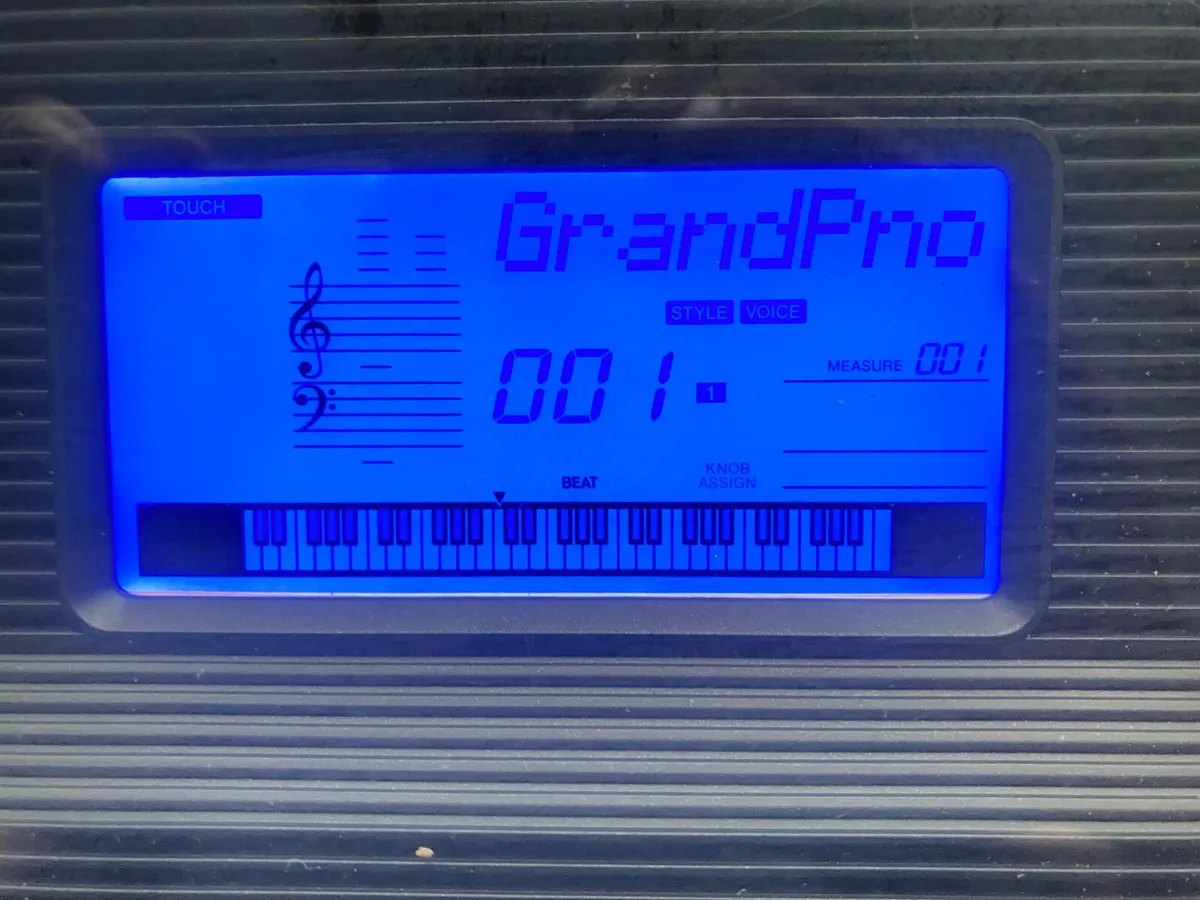 TOUCH
GrandPno
STYLE VOICE
MEASURE 001
001 1
BEAT
KNOB
ASSIGN